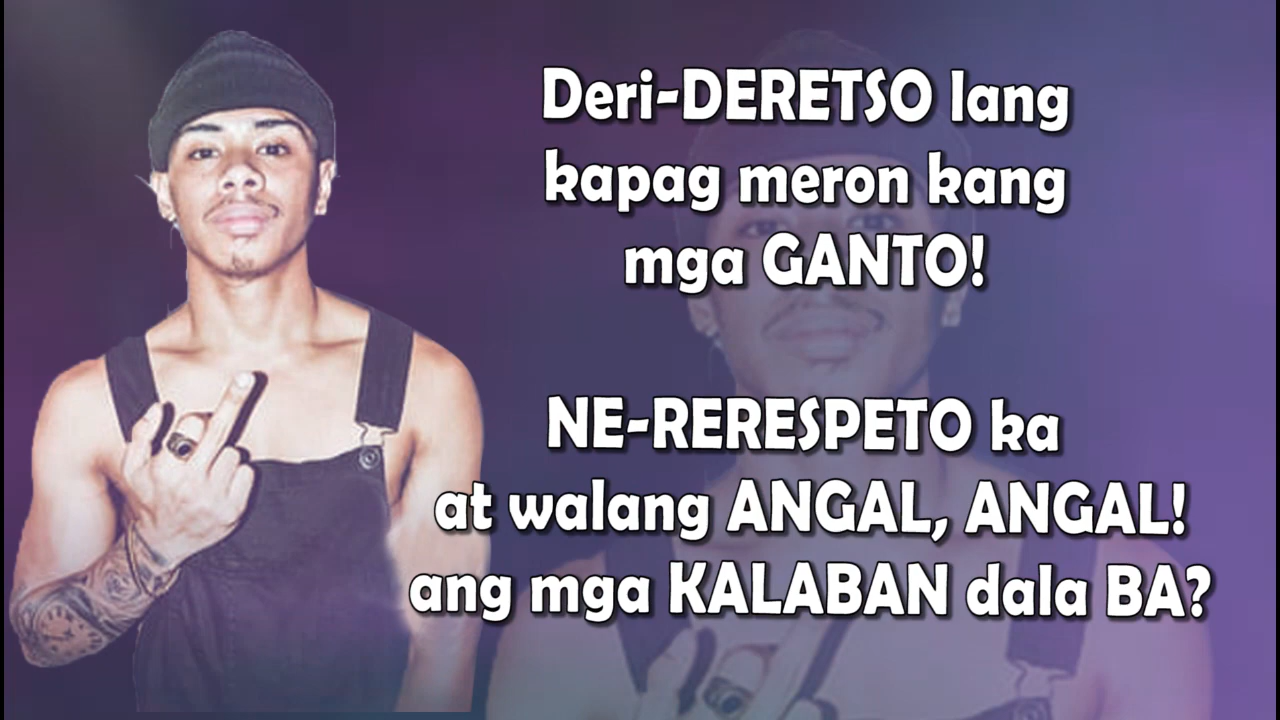 Deri-DERETSO lang
kapag meron kang
mga GANTO!
NE-RERESPETO ka
at walang ANGAL, ANGAL!
ang mga KALABAN dala BA?